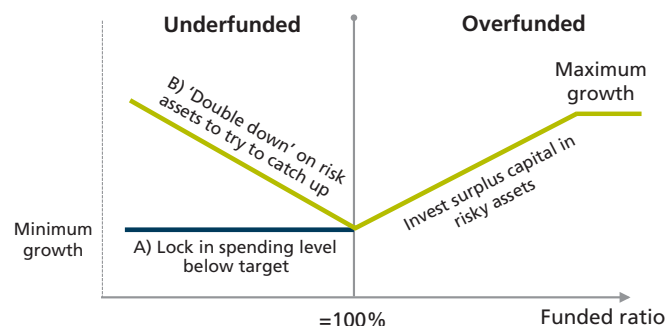 Underfunded
Overfunded
B) ‘Double down’ on risk
assets to try to catch up
Maximum
growth
Invest surplus capital in
risky assets
Minimum
growth
A) Lock in spending level
below target
=100%
Funded ratio